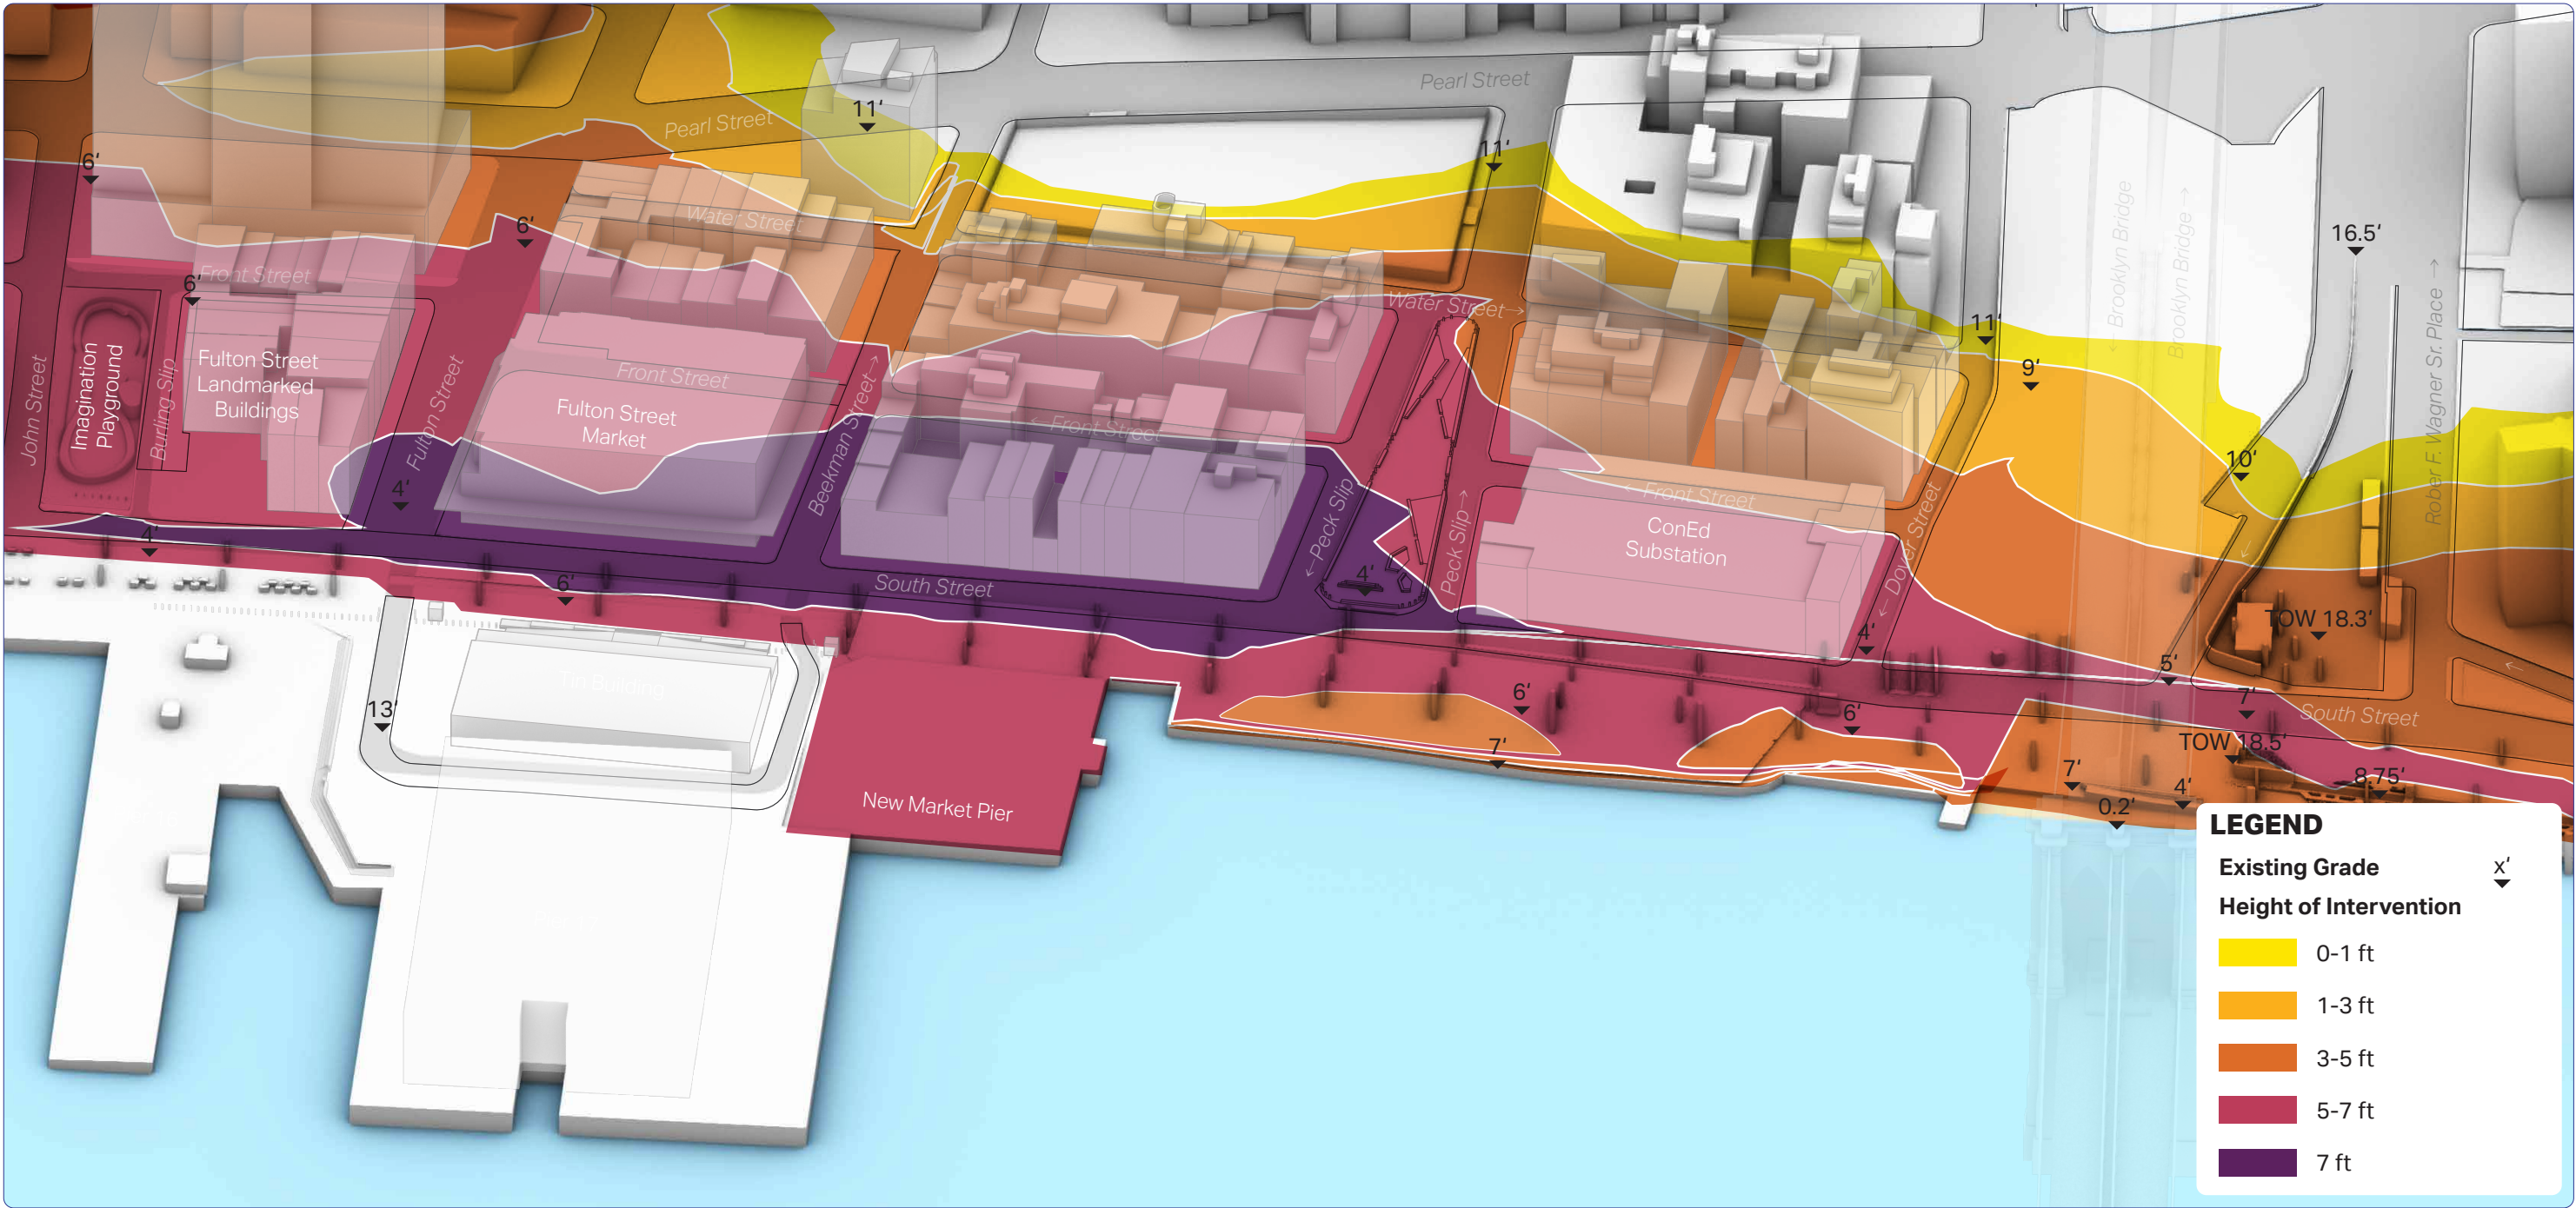 Pearl Street
11'
Pearl Street
11'
6'
Water Street
6'
Brooklyn Bridge
Brooklyn Bridge →
16.5'
Front Street
6'
Water Street→
11'
Rober F. Wagner Sr. Place →
John Street
Imagination
Playground
Burling Slip
Fulton Street
Landmarked
Buildings
Fulton Street
Front Street
Fulton Street
Market
Beekman Street→
← Front Street
9'
10'
4'
←Peck Slip
Peck Slip→
← Front Street
ConEd
Substation
← Dover Street
4'
6'
South Street
4'
4'
TOW 18.3'
5'
7'
South Street
Tin Building
13'
6'
6'
7'
TOW 18.5'
7'
4'
8.75'
0.2'
New Market Pier
Pier 17
LEGEND
Existing Grade x'
Height of Intervention
0-1 ft
1-3 ft
3-5 ft
5-7 ft
7 ft